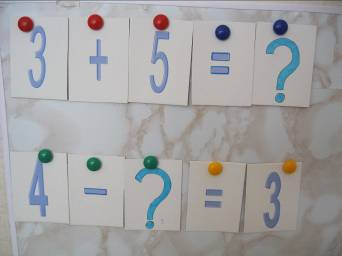 3 + 5 = ?
4 - ? = 3